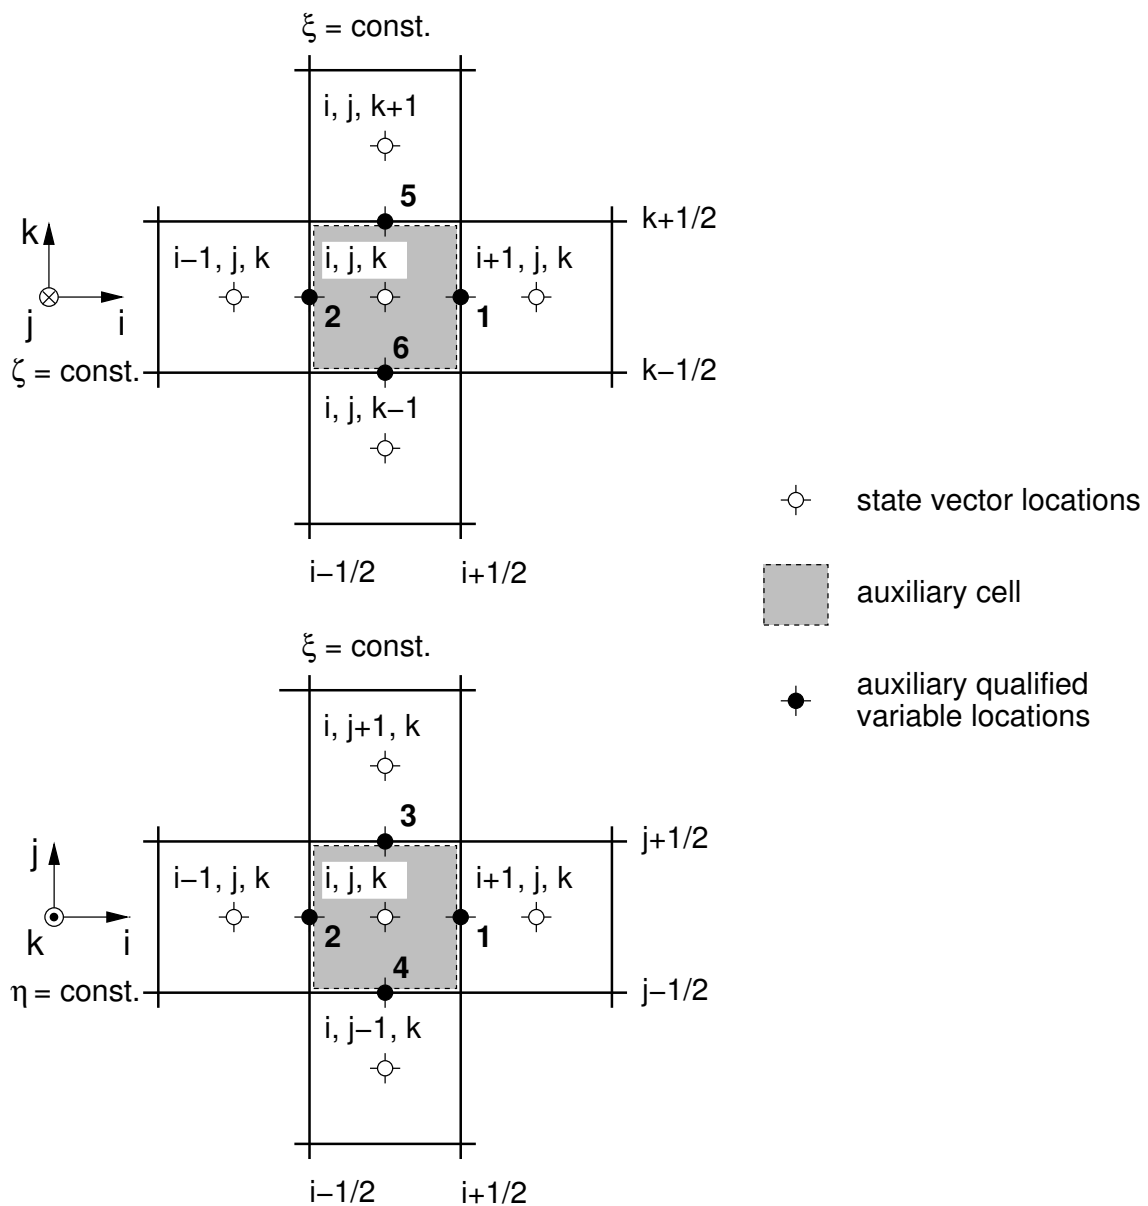 ξ = const.
i, j, k+1
5
k+1/2
k
i−1, j, k
i, j, k
i+1, j, k
j
i
2
1
6
ζ = const.
k−1/2
i, j, k−1
state vector locations
i−1/2
i+1/2
auxiliary cell
ξ = const.
auxiliary qualified
variable locations
i, j+1, k
3
j+1/2
j
i−1, j, k
i, j, k
i+1, j, k
k
i
2
1
4
η = const.
j−1/2
i, j−1, k
i−1/2
i+1/2